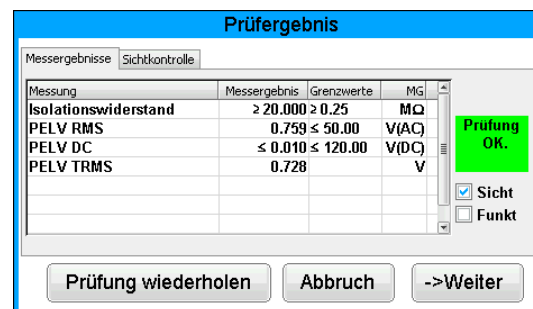 Prüfergebnis
Messergebnisse Sichtkontrolle
Messung Messergebnis Grenzwerte MG
Isolationswiderstand ≥ 20.000 ≥ 0.25 MΩ
PELV RMS 0.759 ≤ 50.00 V(AC)
PELV DC ≤ 0.010 ≤ 120.00 V(DC)
PELV TRMS 0.728 V
Prüfung
OK.
Sicht
Funkt
Prüfung wiederholen Abbruch ->Weiter